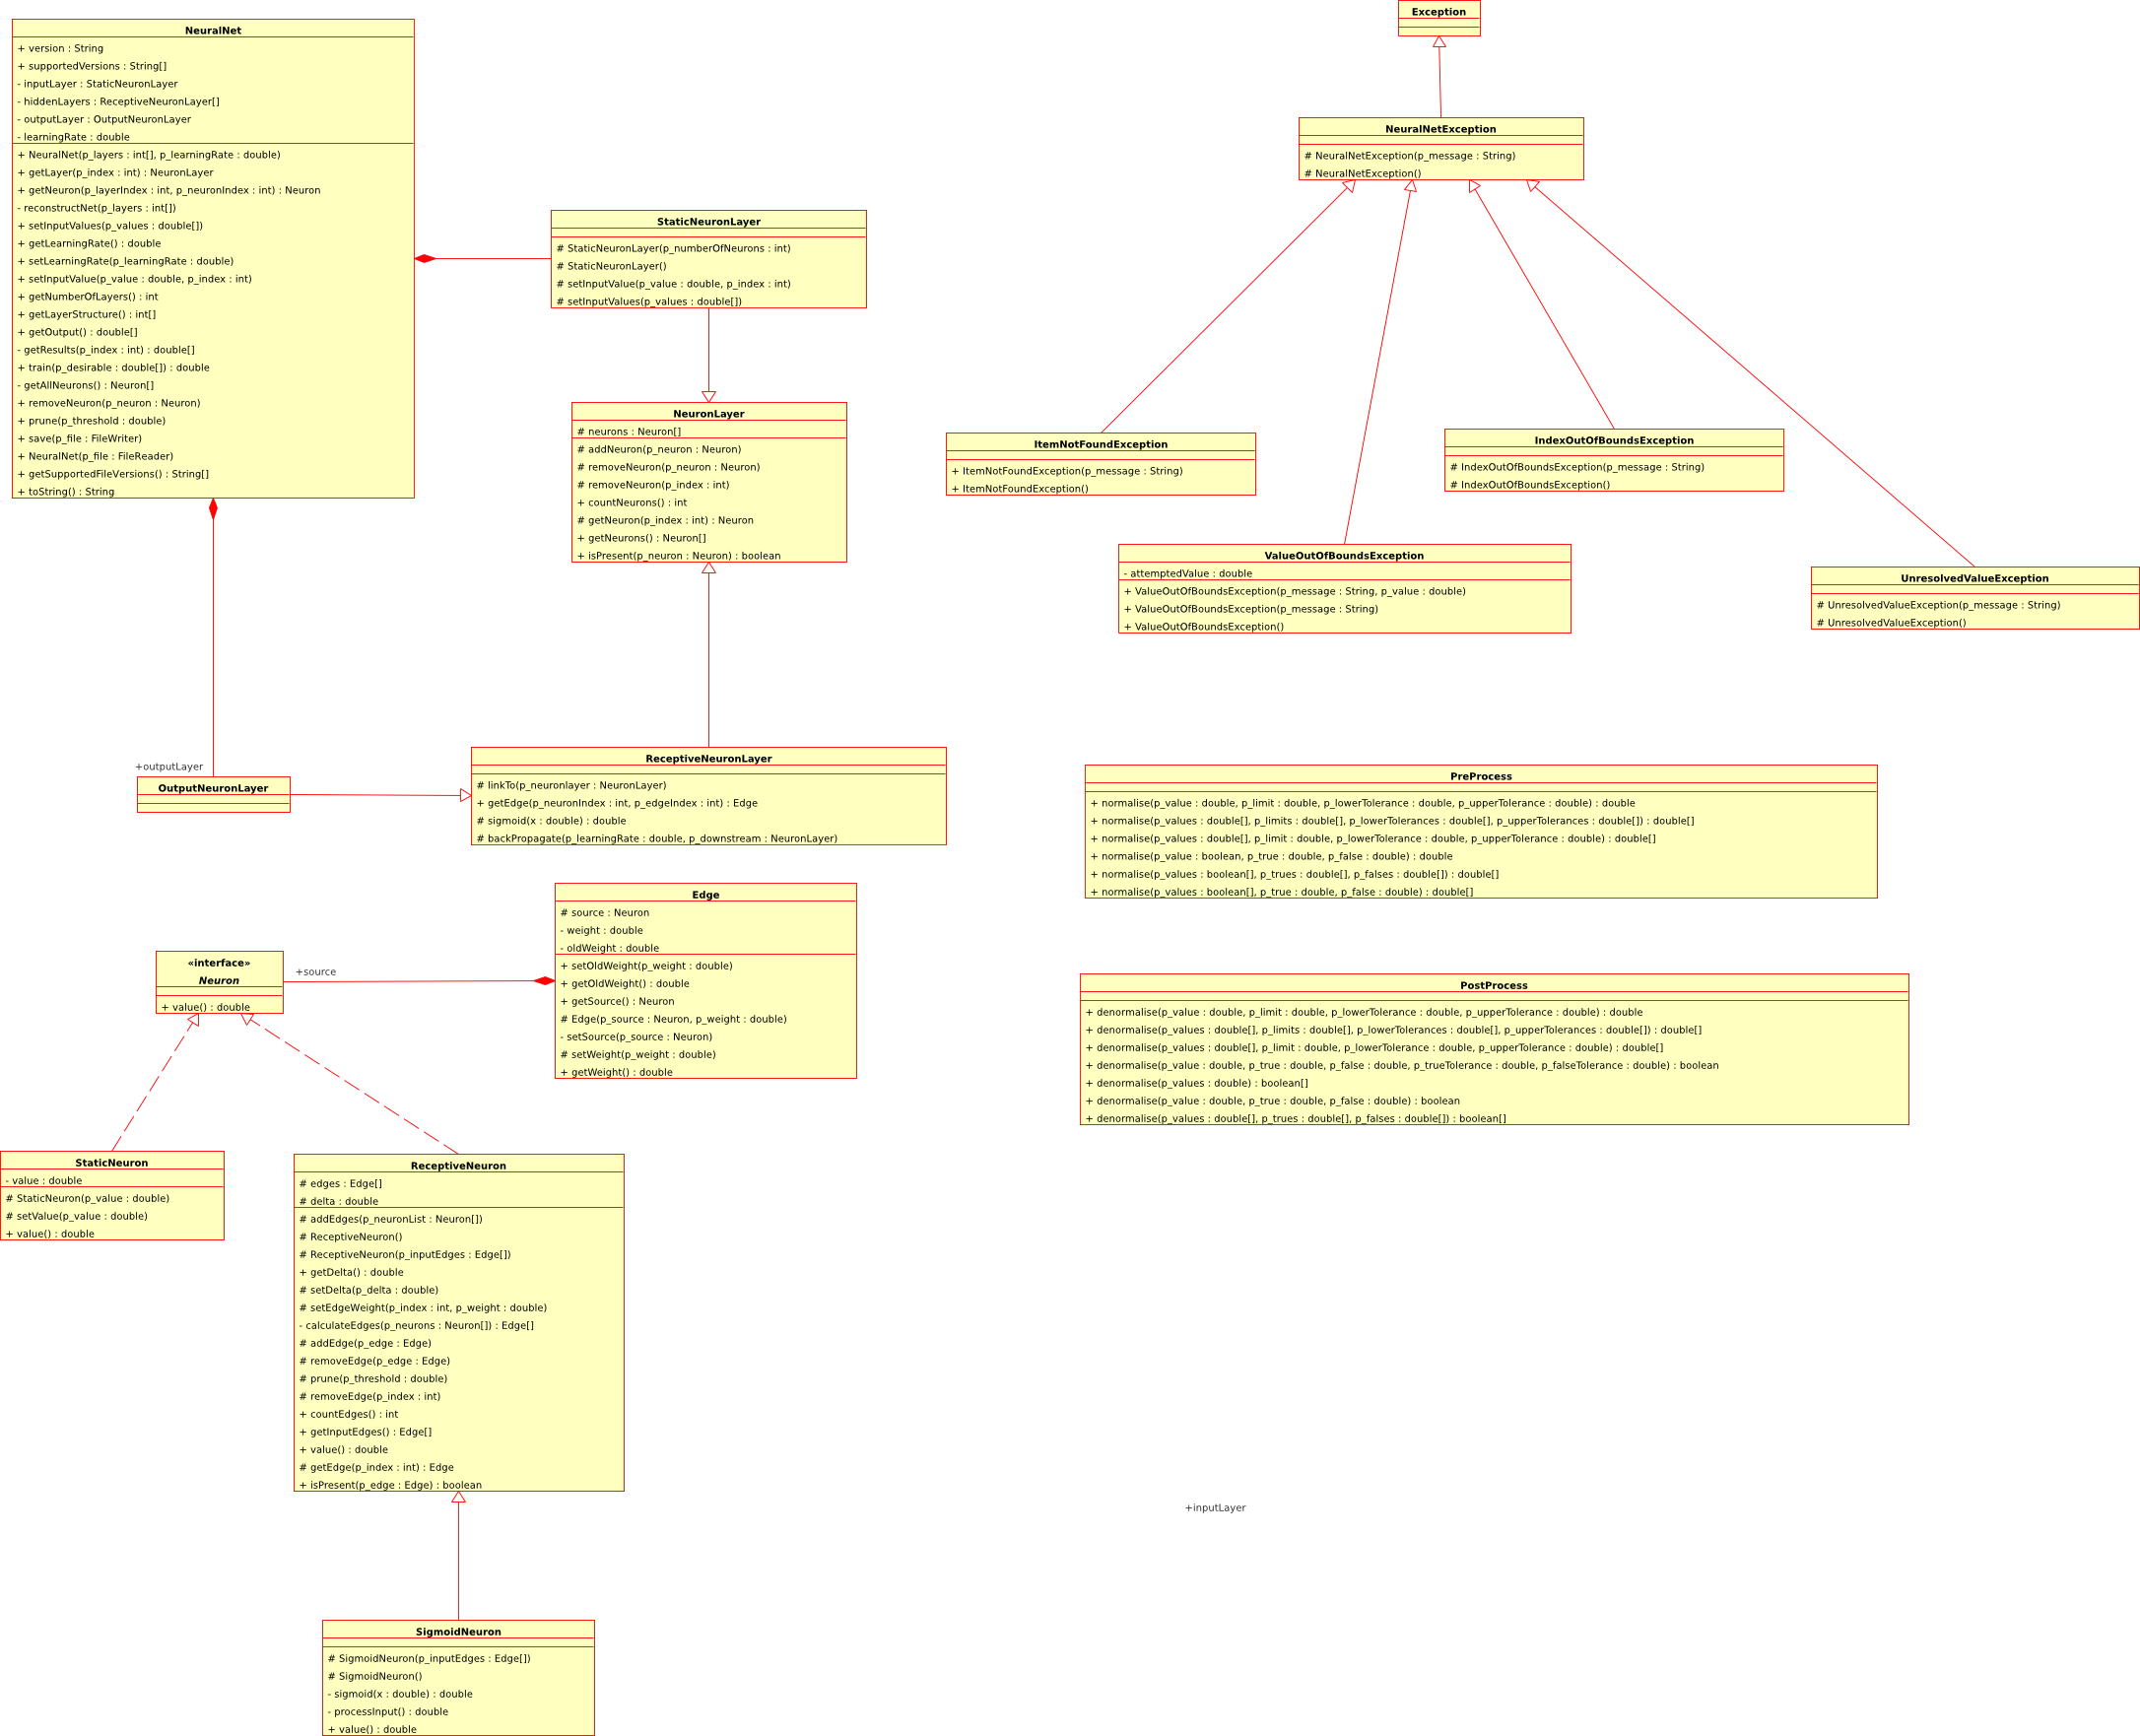 NeuralNet
+ version : String
+ supportedVersions : String[]
- inputLayer : StaticNeuronLayer
- hiddenLayers : ReceptiveNeuronLayer[]
- outputLayer : OutputNeuronLayer
- learningRate : double
+ NeuralNet(p_layers : int[], p_learningRate : double)
+ getLayer(p_index : int) : NeuronLayer
+ getNeuron(p_layerIndex : int, p_neuronIndex : int) : Neuron
- reconstructNet(p_layers : int[])
+ setInputValues(p_values : double[])
+ getLearningRate() : double
+ setLearningRate(p_learningRate : double)
+ setInputValue(p_value : double, p_index : int)
+ getNumberOfLayers() : int
+ getLayerStructure() : int[]
+ getOutput() : double[]
- getResults(p_index : int) : double[]
+ train(p_desirable : double[]) : double
- getAllNeurons() : Neuron[]
+ removeNeuron(p_neuron : Neuron)
+ prune(p_threshold : double)
+ save(p_file : FileWriter)
+ NeuralNet(p_file : FileReader)
+ getSupportedFileVersions() : String[]
+ toString() : String
StaticNeuronLayer
# StaticNeuronLayer(p_numberOfNeurons : int)
# StaticNeuronLayer()
# setInputValue(p_value : double, p_index : int)
# setInputValues(p_values : double[])
NeuronLayer
# neurons : Neuron[]
# addNeuron(p_neuron : Neuron)
# removeNeuron(p_neuron : Neuron)
# removeNeuron(p_index : int)
+ countNeurons() : int
# getNeuron(p_index : int) : Neuron
+ getNeurons() : Neuron[]
+ isPresent(p_neuron : Neuron) : boolean
Exception
NeuralNetException
# NeuralNetException(p_message : String)
# NeuralNetException()
ItemNotFoundException
+ ItemNotFoundException(p_message : String)
+ ItemNotFoundException()
IndexOutOfBoundsException
# IndexOutOfBoundsException(p_message : String)
# IndexOutOfBoundsException()
ValueOutOfBoundsException
- attemptedValue : double
+ ValueOutOfBoundsException(p_message : String, p_value : double)
+ ValueOutOfBoundsException(p_message : String)
+ ValueOutOfBoundsException()
UnresolvedValueException
# UnresolvedValueException(p_message : String)
# UnresolvedValueException()
+outputLayer
OutputNeuronLayer
ReceptiveNeuronLayer
# linkTo(p_neuronlayer : NeuronLayer)
+ getEdge(p_neuronIndex : int, p_edgeIndex : int) : Edge
# sigmoid(x : double) : double
# backPropagate(p_learningRate : double, p_downstream : NeuronLayer)
PreProcess
+ normalise(p_value : double, p_limit : double, p_lowerTolerance : double, p_upperTolerance : double) : double
+ normalise(p_values : double[], p_limits : double[], p_lowerTolerances : double[], p_upperTolerances : double[]) : double[]
+ normalise(p_values : double[], p_limit : double, p_lowerTolerance : double, p_upperTolerance : double) : double[]
+ normalise(p_value : boolean, p_true : double, p_false : double) : double
+ normalise(p_values : boolean[], p_trues : double[], p_falses : double[]) : double[]
+ normalise(p_values : boolean[], p_true : double, p_false : double) : double[]
Edge
# source : Neuron
- weight : double
- oldWeight : double
+ setOldWeight(p_weight : double)
+ getOldWeight() : double
+ getSource() : Neuron
# Edge(p_source : Neuron, p_weight : double)
- setSource(p_source : Neuron)
# setWeight(p_weight : double)
+ getWeight() : double
«interface»
Neuron
+ value() : double
+source
PostProcess
+ denormalise(p_value : double, p_limit : double, p_lowerTolerance : double, p_upperTolerance : double) : double
+ denormalise(p_values : double[], p_limits : double[], p_lowerTolerances : double[], p_upperTolerances : double[]) : double[]
+ denormalise(p_values : double[], p_limit : double, p_lowerTolerance : double, p_upperTolerance : double) : double[]
+ denormalise(p_value : double, p_true : double, p_false : double, p_trueTolerance : double, p_falseTolerance : double) : boolean
+ denormalise(p_values : double) : boolean[]
+ denormalise(p_value : double, p_true : double, p_false : double) : boolean
+ denormalise(p_values : double[], p_trues : double[], p_falses : double[]) : boolean[]
StaticNeuron
- value : double
# StaticNeuron(p_value : double)
# setValue(p_value : double)
+ value() : double
ReceptiveNeuron
# edges : Edge[]
# delta : double
# addEdges(p_neuronList : Neuron[])
# ReceptiveNeuron()
# ReceptiveNeuron(p_inputEdges : Edge[])
+ getDelta() : double
# setDelta(p_delta : double)
# setEdgeWeight(p_index : int, p_weight : double)
- calculateEdges(p_neurons : Neuron[]) : Edge[]
# addEdge(p_edge : Edge)
# removeEdge(p_edge : Edge)
# prune(p_threshold : double)
# removeEdge(p_index : int)
+ countEdges() : int
+ getInputEdges() : Edge[]
+ value() : double
# getEdge(p_index : int) : Edge
+ isPresent(p_edge : Edge) : boolean
+inputLayer
SigmoidNeuron
# SigmoidNeuron(p_inputEdges : Edge[])
# SigmoidNeuron()
- sigmoid(x : double) : double
- processInput() : double
+ value() : double